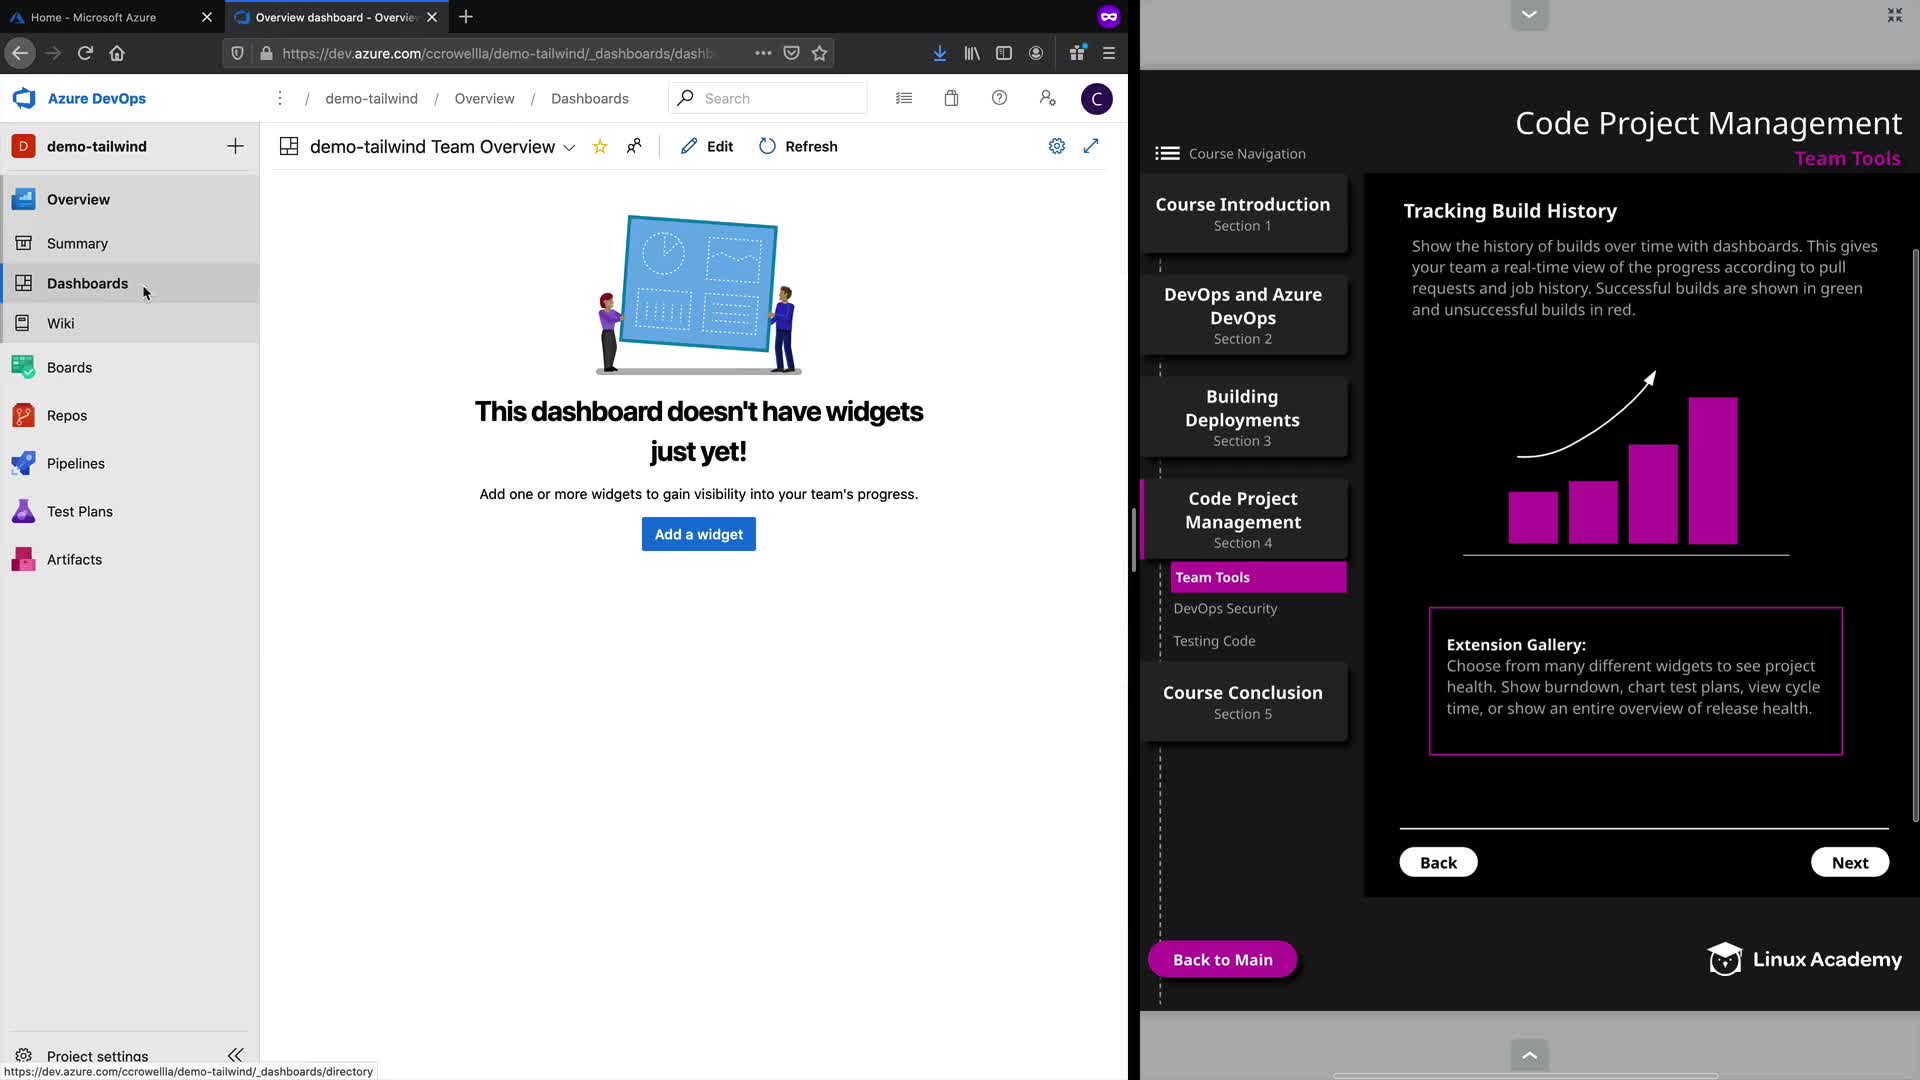 Home - Microsoft Azure
Overview dashboard - Overvie
https://dev.azure.com/ccrowellla/demo-tailwind/_dashboards/dashb
Azure DevOps
/ demo-tailwind / Overview / Dashboards
Search
C
D demo-tailwind
demo-tailwind Team Overview
Edit
Refresh
Overview
Summary
Dashboards
Wiki
Boards
Repos
Pipelines
Test Plans
Artifacts
This dashboard doesn't have widgets
just yet!
Add one or more widgets to gain visibility into your team's progress.
Add a widget
Project settings
https://dev.azure.com/ccrowellla/demo-tailwind/_dashboards/directory
Code Project Management
Team Tools
Course Navigation
Course Introduction
Section 1
DevOps and Azure
DevOps
Section 2
Building
Deployments
Section 3
Code Project
Management
Section 4
Team Tools
DevOps Security
Testing Code
Course Conclusion
Section 5
Back to Main
Tracking Build History
Show the history of builds over time with dashboards. This gives
your team a real-time view of the progress according to pull
requests and job history. Successful builds are shown in green
and unsuccessful builds in red.
Extension Gallery:
Choose from many different widgets to see project
health. Show burndown, chart test plans, view cycle
time, or show an entire overview of release health.
Back
Next
Linux Academy